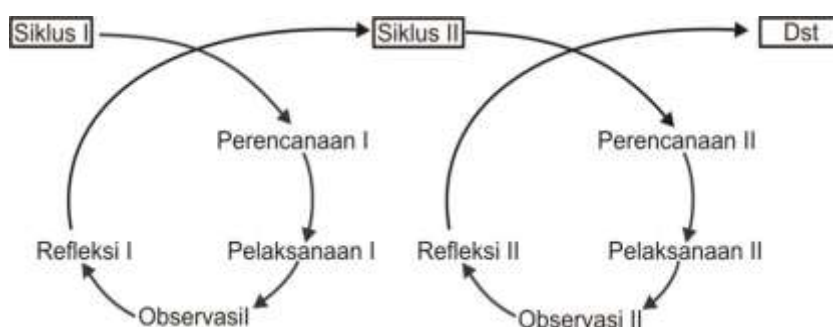 Siklus I
Siklus II
Dst
Perencanaan I
Perencanaan II
Refleksi I
Pelaksanaan I
Refleksi II
Pelaksanaan II
ObservasiI
Observasi II